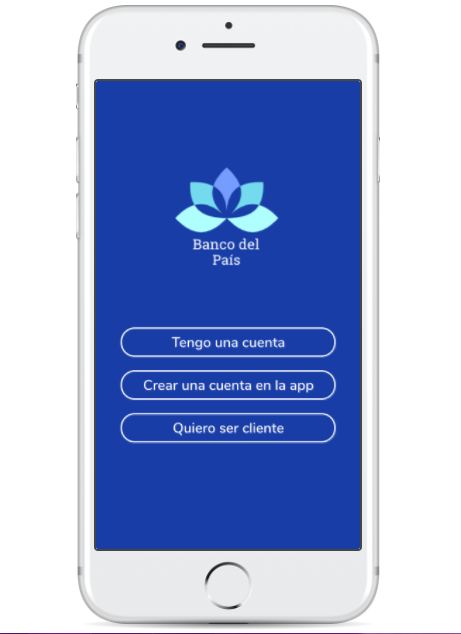 Banco del
País
Tengo una cuenta
Crear una cuenta en la app
Quiero ser cliente